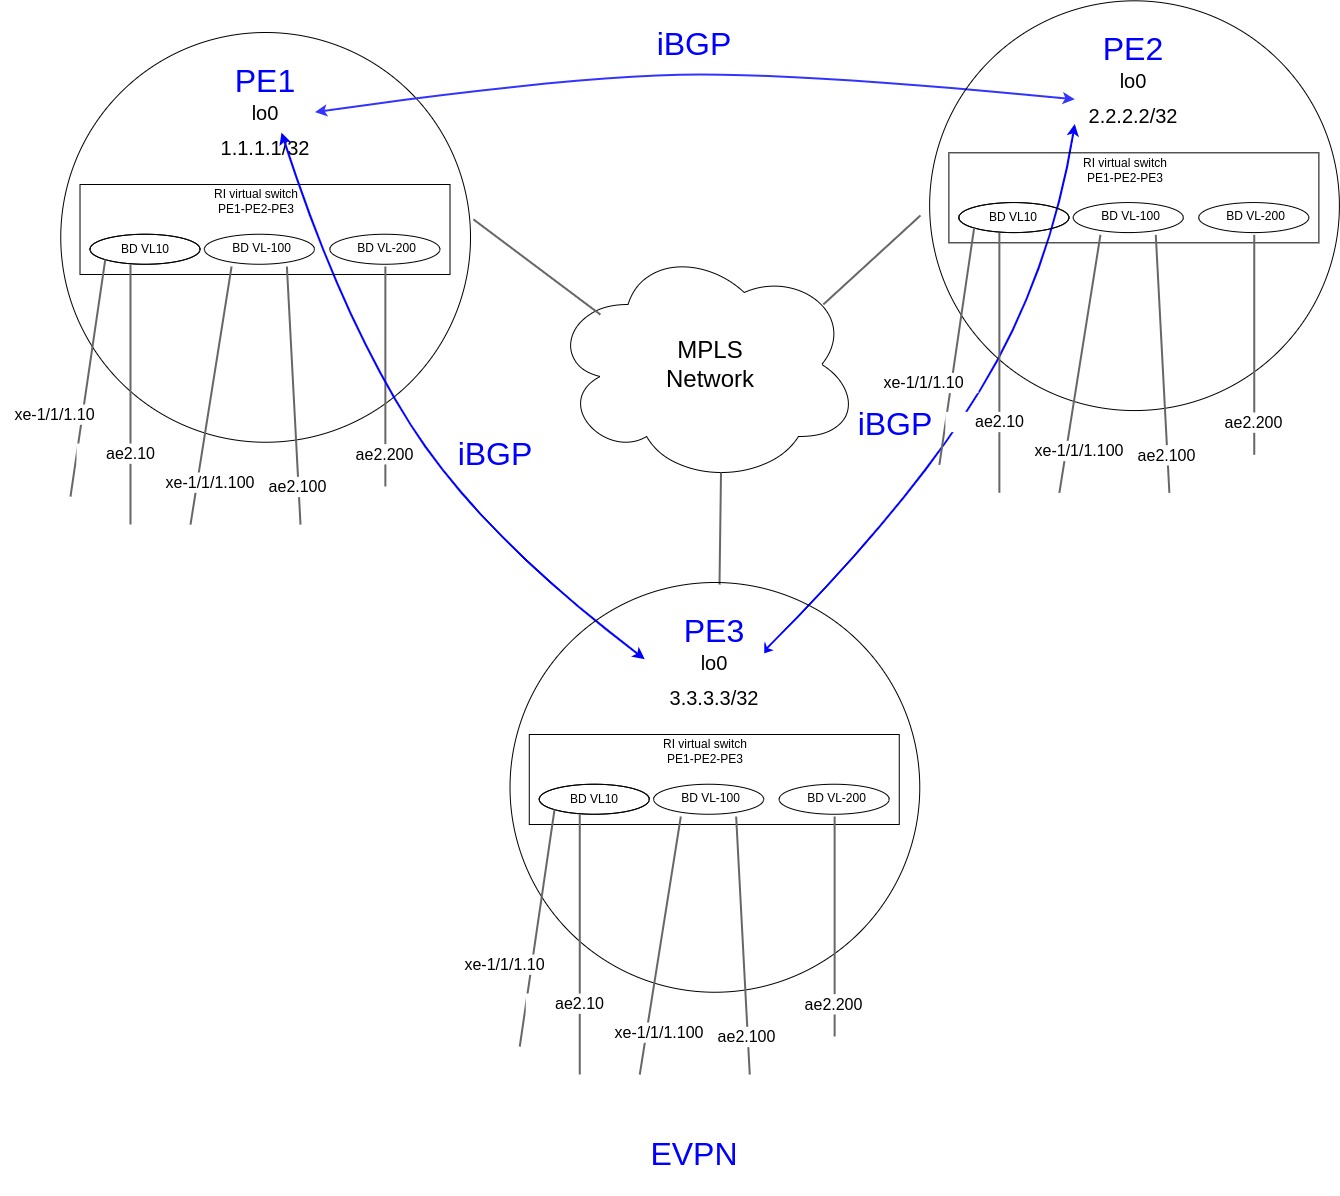 iBGP
PE1
lo0
1.1.1.1/32
RI virtual switch
PE1-PE2-PE3
BD VL10
BD VL-100
BD VL-200
xe-1/1/1.10
ae2.10
xe-1/1/1.100
ae2.100
ae2.200
PE2
lo0
2.2.2.2/32
RI virtual switch
PE1-PE2-PE3
BD VL10
BD VL-100
BD VL-200
xe-1/1/1.10
ae2.10
xe-1/1/1.100
ae2.100
ae2.200
MPLS
Network
iBGP
iBGP
PE3
lo0
3.3.3.3/32
RI virtual switch
PE1-PE2-PE3
BD VL10
BD VL-100
BD VL-200
xe-1/1/1.10
ae2.10
xe-1/1/1.100
ae2.100
ae2.200
EVPN